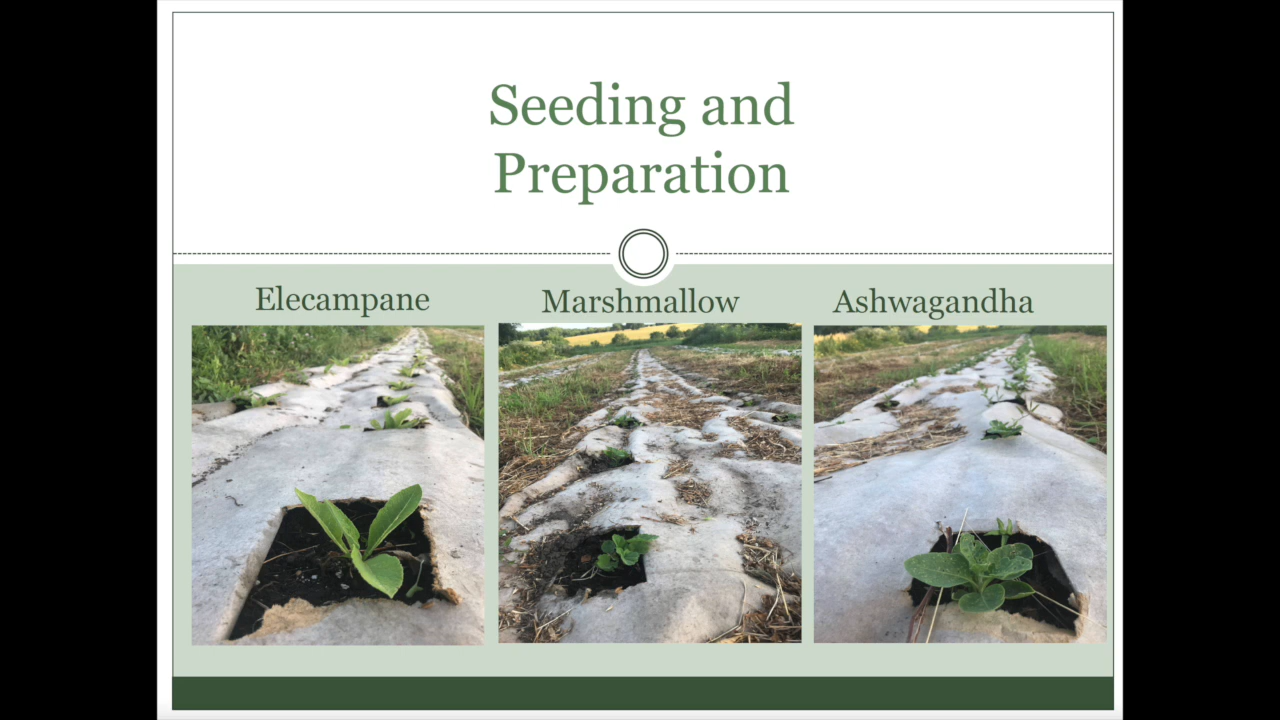 Seeding and
Preparation
Elecampane
Marshmallow
Ashwagandha